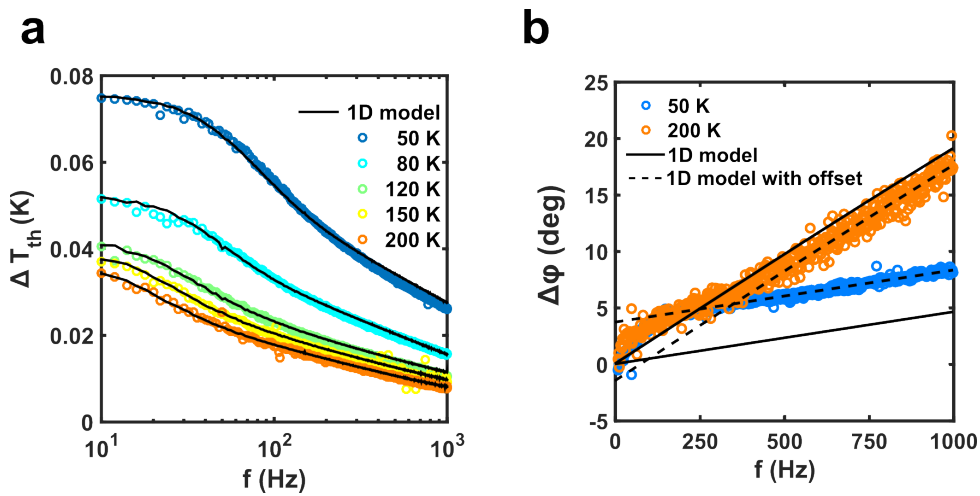 a
0.08
0.06
0.04
0.02
0
Δ T_th (K)
1D model
50 K
80 K
120 K
150 K
200 K
10^1
10^2
10^3
f (Hz)
b
25
20
15
10
5
0
-5
Δφ (deg)
50 K
200 K
1D model
1D model with offset
0
250
500
750
1000
f (Hz)